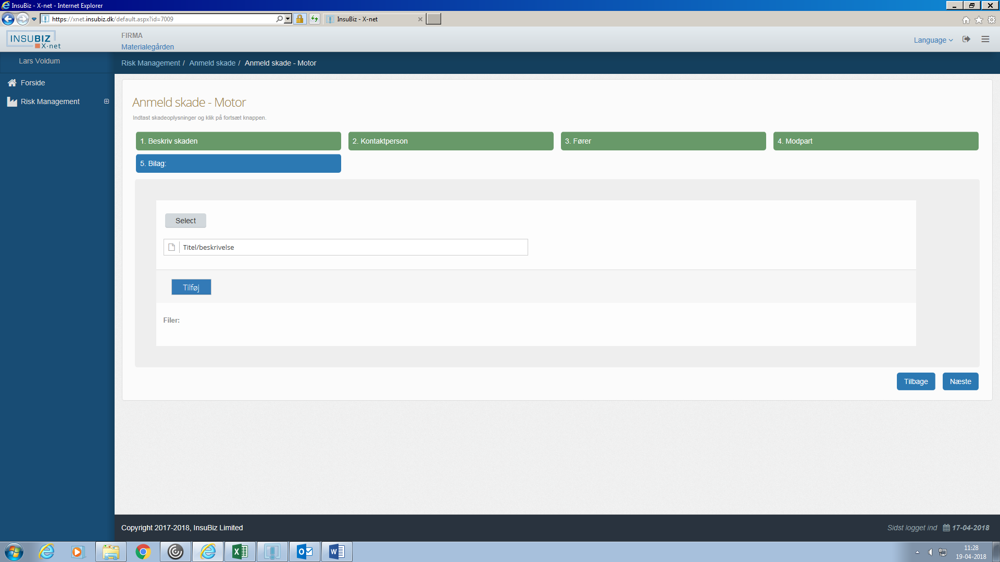 InsuBiz - X-net - Internet Explorer
https://xnet.insubiz.dk/default.aspx?id=7009
InsuBiz - X-net
INSUBIZ
X·net
FIRMA
Materialegården
Language
Lars Voldum
Risk Management / Anmeld skade / Anmeld skade - Motor
Forside
Risk Management
Anmeld skade - Motor
Indtast skadeoplysninger og klik på fortsæt knappen.
1. Beskriv skaden
2. Kontaktperson
3. Fører
4. Modpart
5. Bilag:
Select
Titel/beskrivelse
Tilføj
Filer:
Tilbage
Næste
Copyright 2017-2018, InsuBiz Limited
Sidst logget ind 17-04-2018
11:28
19-04-2018